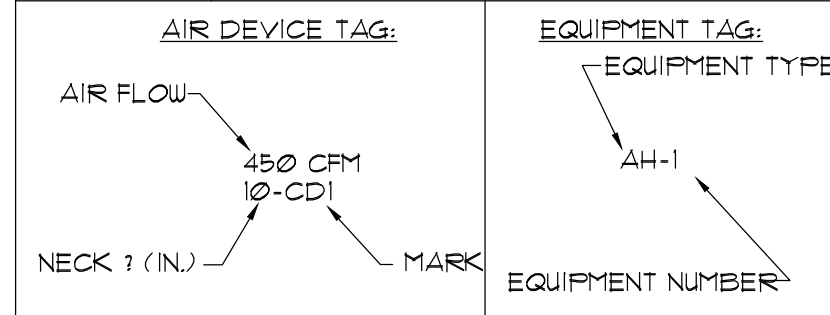 AIR DEVICE TAG:
AIR FLOW
450 CFM
10-CD1
NECK ? (IN.)
MARK
EQUIPMENT TAG:
EQUIPMENT TYPE
AH-1
EQUIPMENT NUMBER